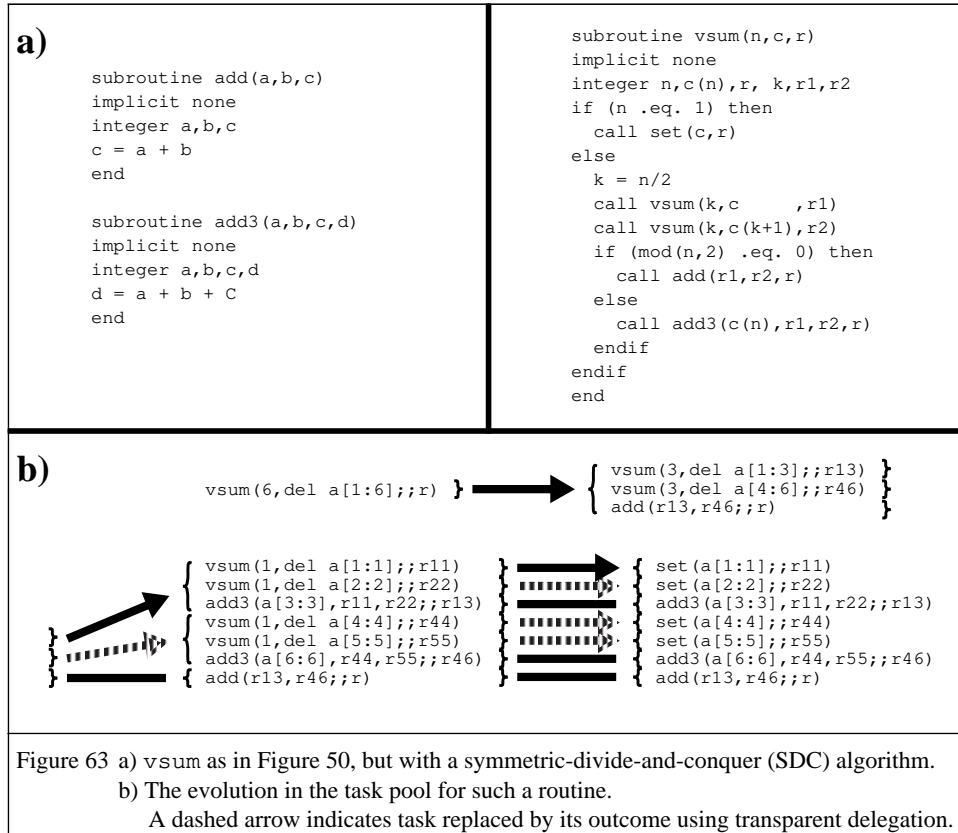 a)
subroutine add(a,b,c)
implicit none
integer a,b,c
c = a + b
end
subroutine add3(a,b,c,d)
implicit none
integer a,b,c,d
d = a + b + C
end
subroutine vsum(n,c,r)
implicit none
integer n,c(n),r, k,r1,r2
if (n .eq. 1) then
  call set(c,r)
else
  k = n/2
  call vsum(k,c     ,r1)
  call vsum(k,c(k+1),r2)
  if (mod(n,2) .eq. 0) then
    call add(r1,r2,r)
  else
    call add3(c(n),r1,r2,r)
  endif
endif
end
b)
vsum(6,del a[1:6];;r) }
{ vsum(3,del a[1:3];;r13) }
vsum(3,del a[4:6];;r46) }
add(r13,r46;;r) }
}
}
}
{ vsum(1,del a[1:1];;r11) }
vsum(1,del a[2:2];;r22) }
add3(a[3:3],r11,r22;;r13) }
{ vsum(1,del a[4:4];;r44) }
vsum(1,del a[5:5];;r55) }
add3(a[6:6],r44,r55;;r46) }
{ add(r13,r46;;r) }
{ set(a[1:1];;r11)
{ set(a[2:2];;r22)
{ add3(a[3:3],r11,r22;;r13)
{ set(a[4:4];;r44)
{ set(a[5:5];;r55)
{ add3(a[6:6],r44,r55;;r46)
{ add(r13,r46;;r)
Figure 63 a) vsum as in Figure 50, but with a symmetric-divide-and-conquer (SDC) algorithm.
b) The evolution in the task pool for such a routine.
A dashed arrow indicates task replaced by its outcome using transparent delegation.